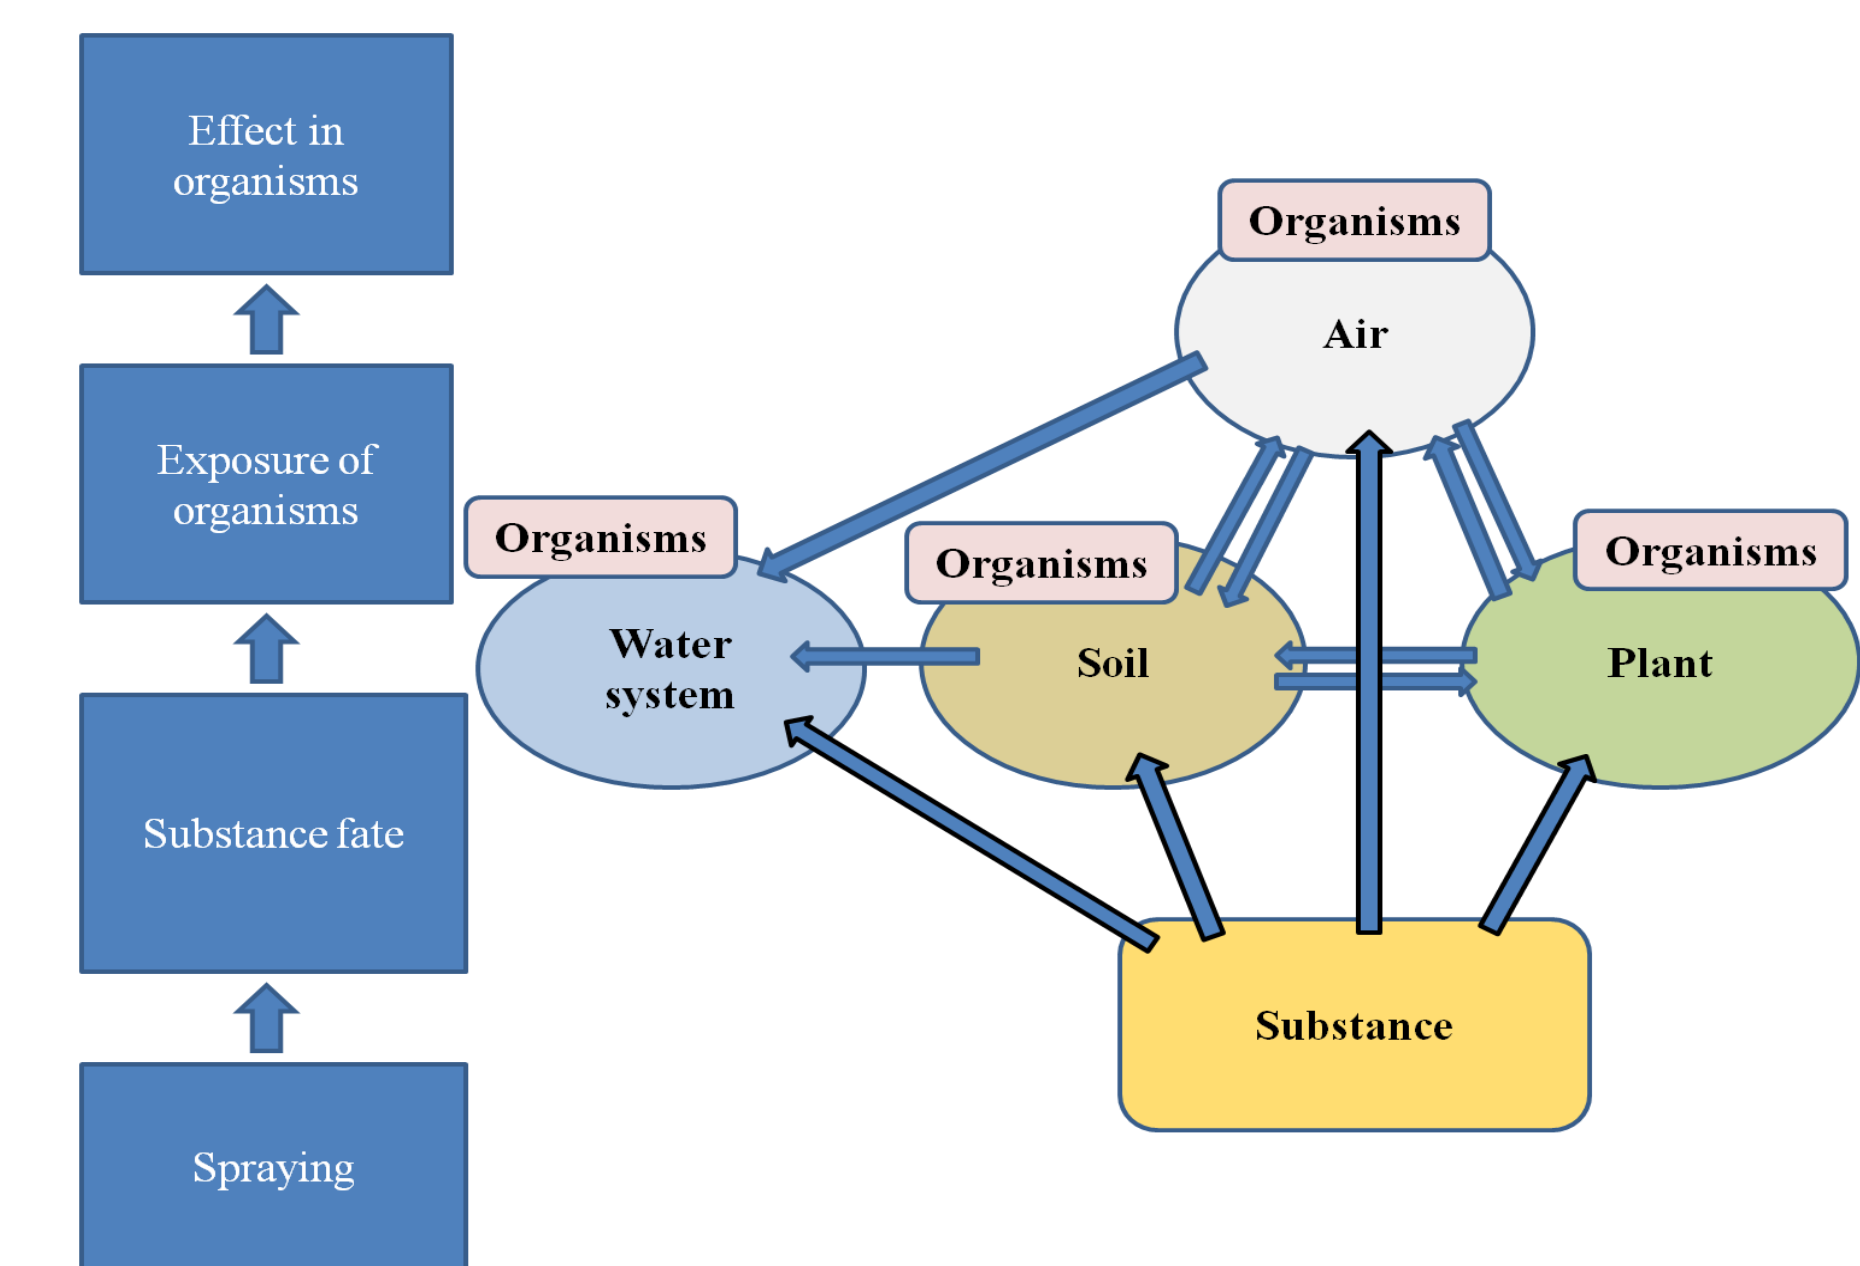 Effect in
organisms
Exposure of
organisms
Substance fate
Spraying
Organisms
Air
Organisms
Water
system
Organisms
Soil
Organisms
Plant
Substance